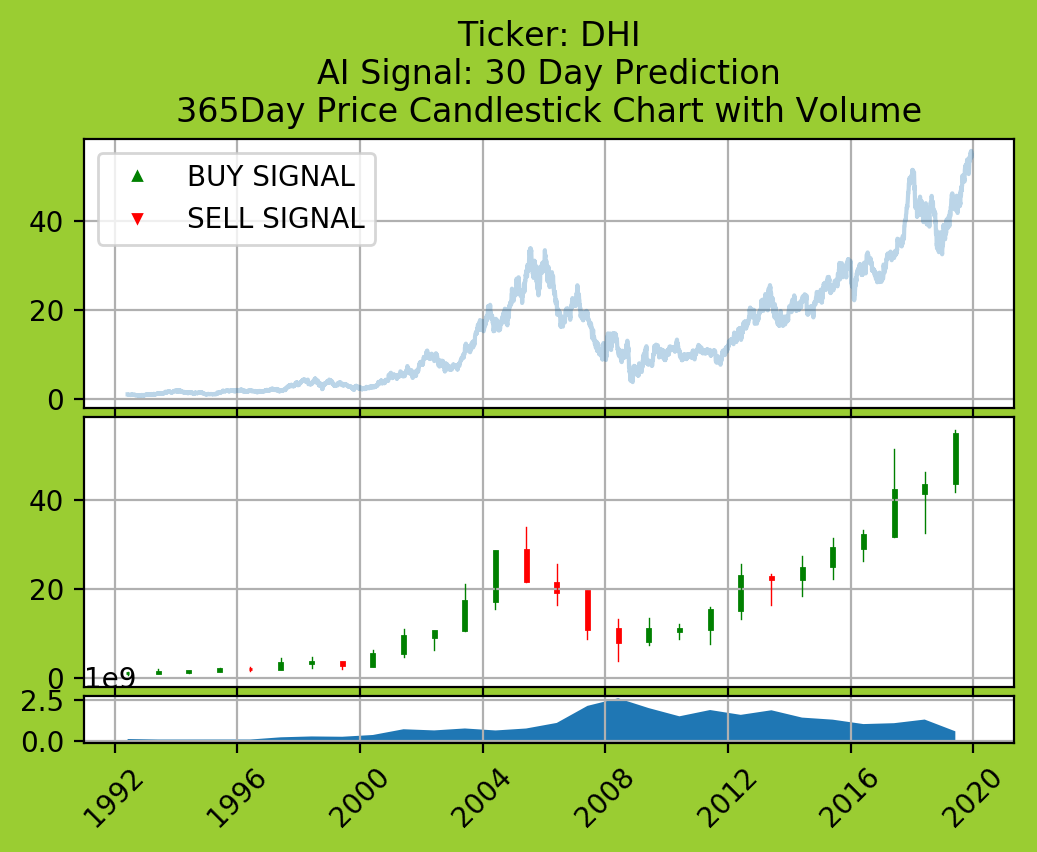 Ticker: DHI
AI Signal: 30 Day Prediction
365Day Price Candlestick Chart with Volume
BUY SIGNAL
SELL SIGNAL
40
20
0
40
20
0
1e9
2.5
0.0
1992
1996
2000
2004
2008
2012
2016
2020